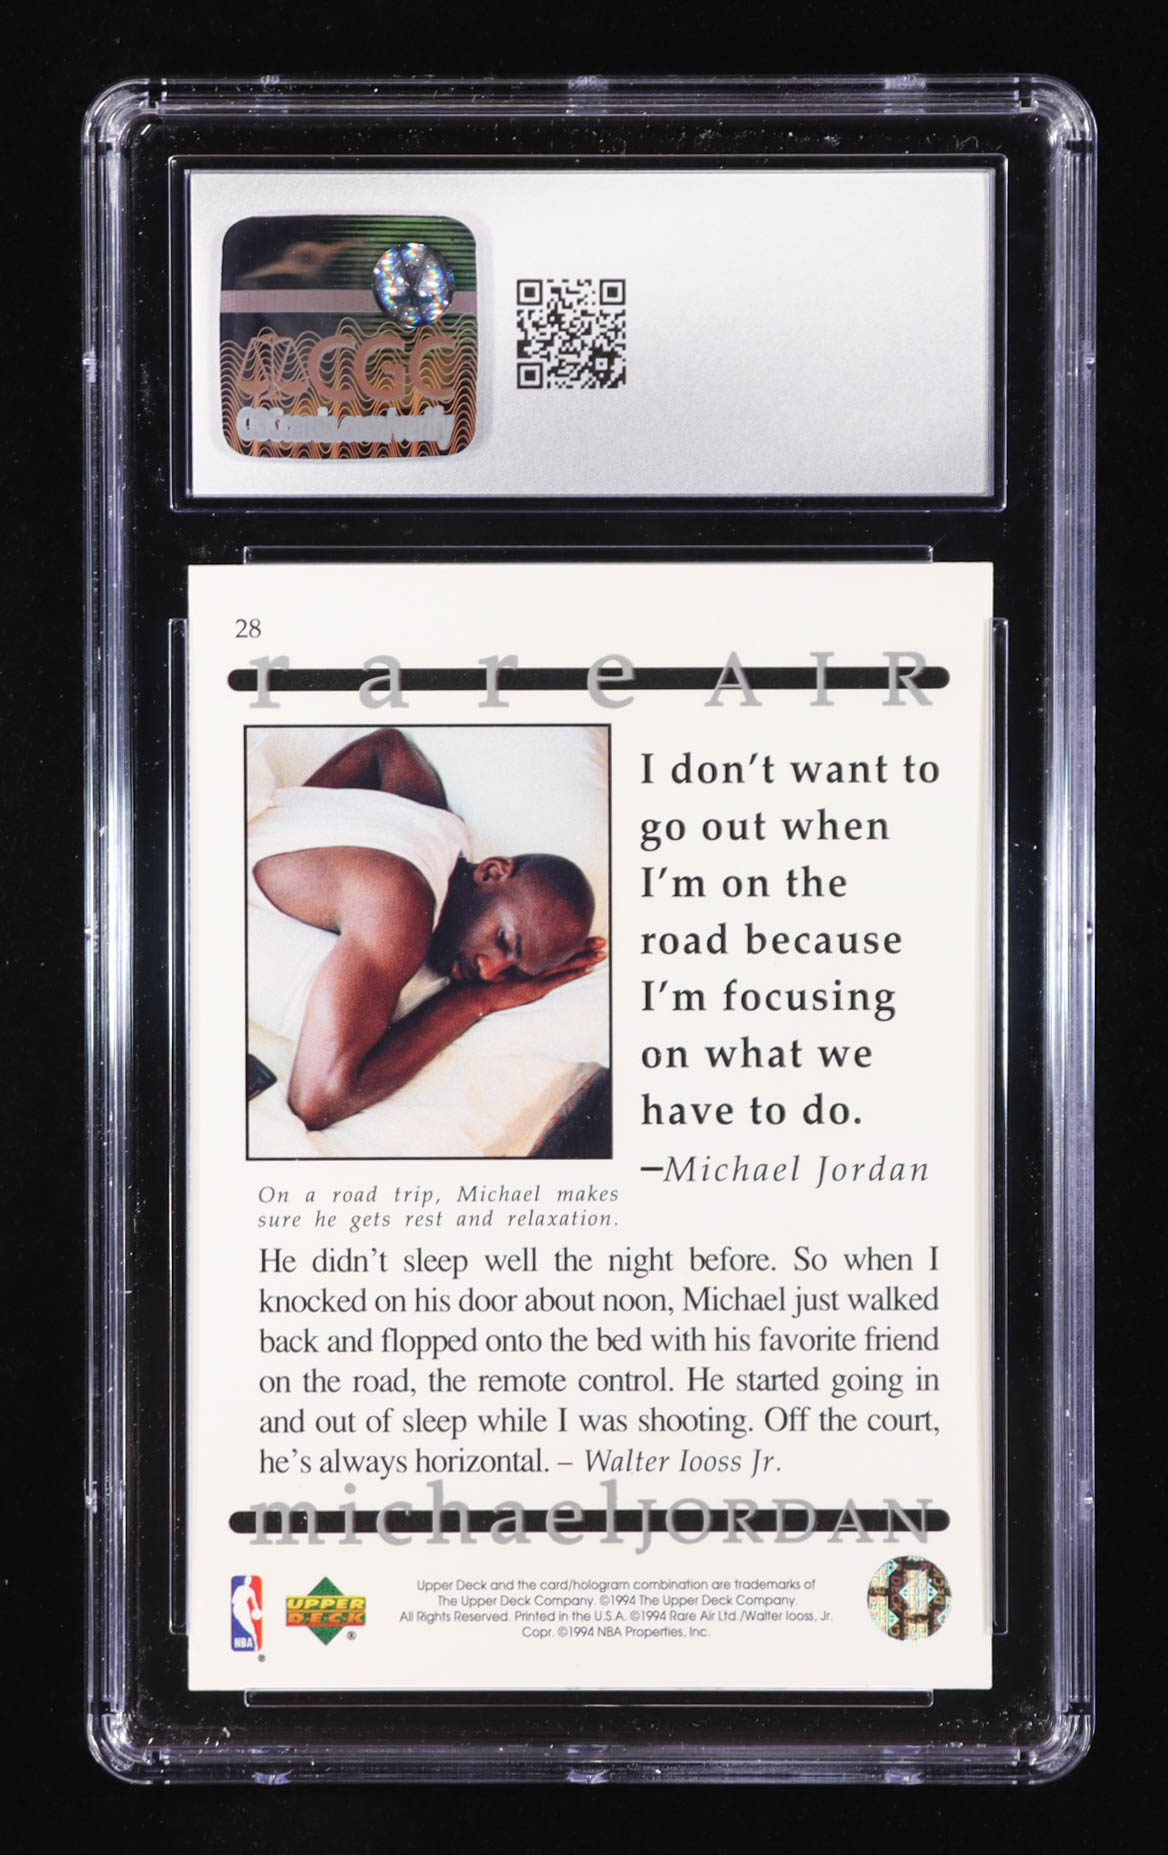 CGC
CGCcomics.com/verify
28
rare AIR
I don't want to
go out when
I'm on the
road because
I'm focusing
on what we
have to do.
–Michael Jordan
On a road trip, Michael makes
sure he gets rest and relaxation.
He didn't sleep well the night before. So when I
knocked on his door about noon, Michael just walked
back and flopped onto the bed with his favorite friend
on the road, the remote control. He started going in
and out of sleep while I was shooting. Off the court,
he's always horizontal. – Walter Iooss Jr.
michaelJORDAN
NBA
®
UPPER
DECK
®
Upper Deck and the card/hologram combination are trademarks of
The Upper Deck Company. ©1994 The Upper Deck Company.
All Rights Reserved. Printed in the U.S.A. ©1994 Rare Air Ltd./Walter Iooss, Jr.
Copr. ©1994 NBA Properties, Inc.